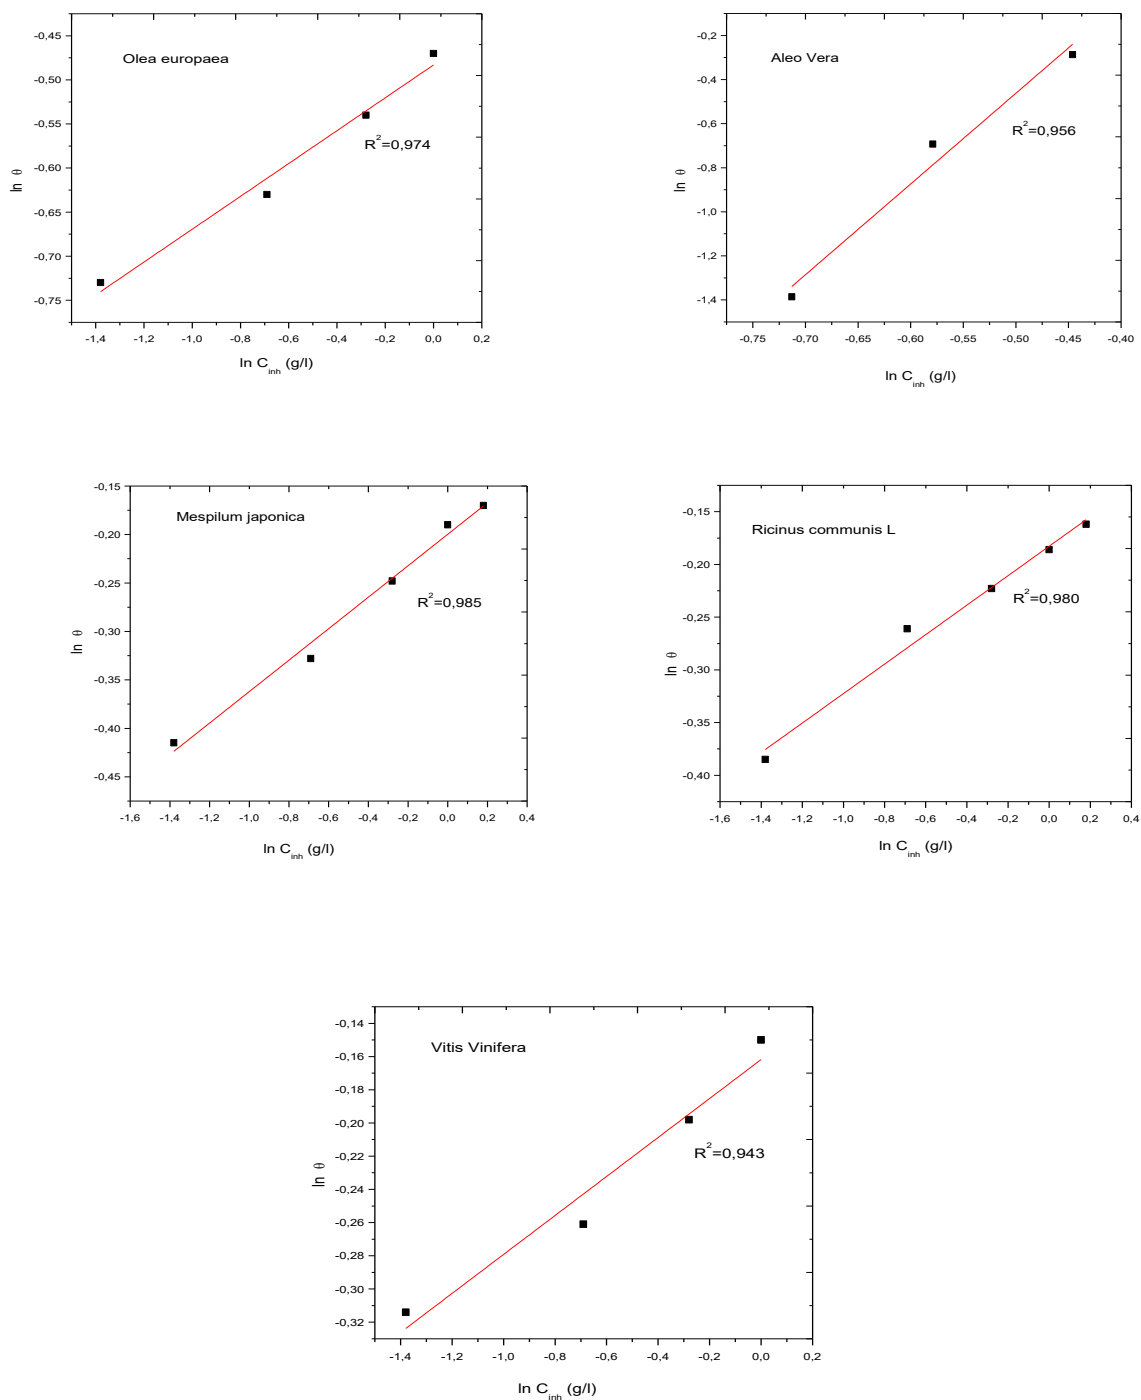 Olea europaea
R²=0,974
ln θ
-0,45
-0,50
-0,55
-0,60
-0,65
-0,70
-0,75
-1,4 -1,2 -1,0 -0,8 -0,6 -0,4 -0,2 0,0 0,2
ln C_inh (g/l)
Aleo Vera
R²=0,956
ln θ
-0,2
-0,4
-0,6
-0,8
-1,0
-1,2
-1,4
-0,75 -0,70 -0,65 -0,60 -0,55 -0,50 -0,45 -0,40
ln C_inh (g/l)
Mespilum japonica
R²=0,985
ln θ
-0,15
-0,20
-0,25
-0,30
-0,35
-0,40
-0,45
-1,6 -1,4 -1,2 -1,0 -0,8 -0,6 -0,4 -0,2 0,0 0,2 0,4
ln C_inh (g/l)
Ricinus communis L
R²=0,980
ln θ
-0,15
-0,20
-0,25
-0,30
-0,35
-0,40
-1,6 -1,4 -1,2 -1,0 -0,8 -0,6 -0,4 -0,2 0,0 0,2 0,4
ln C_inh (g/l)
Vitis Vinifera
R²=0,943
ln θ
-0,14
-0,16
-0,18
-0,20
-0,22
-0,24
-0,26
-0,28
-0,30
-0,32
-1,4 -1,2 -1,0 -0,8 -0,6 -0,4 -0,2 0,0 0,2
ln C_inh (g/l)